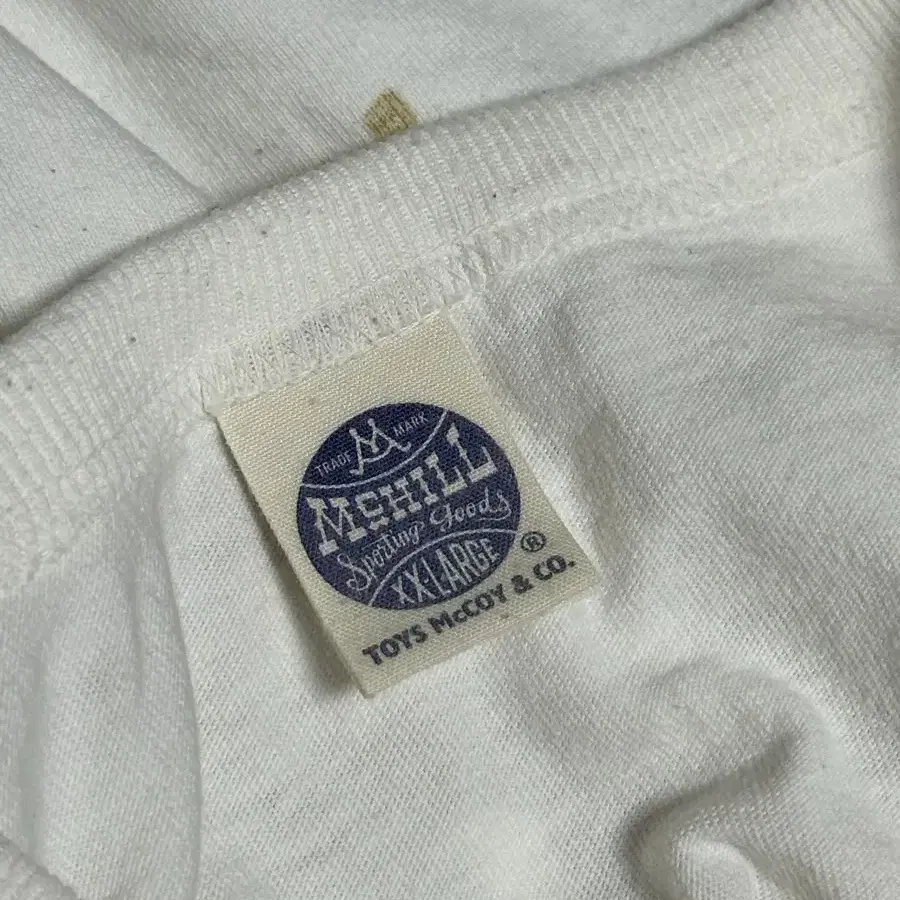 TRADE MARK
McHILL
Sporting Goods
XX-LARGE
®
TOYS McCOY & CO.